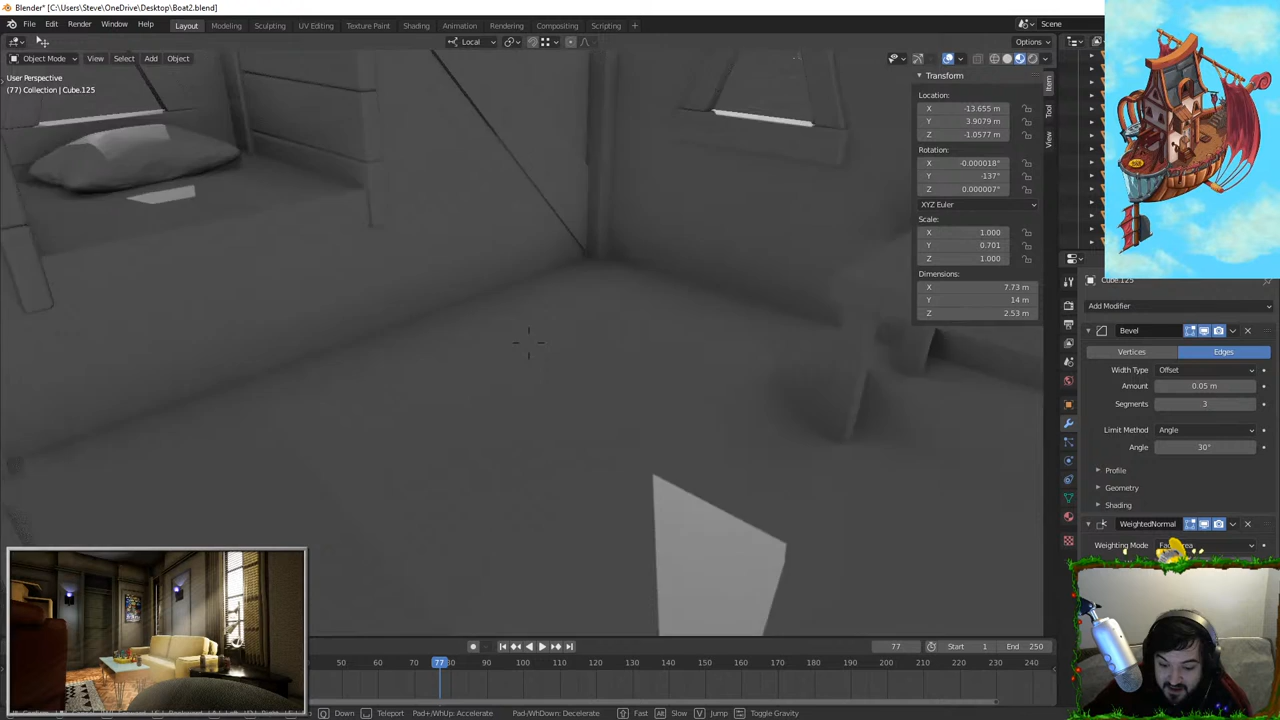 Blender* [C:\Users\Steve\OneDrive\Desktop\Boat2.blend]
File Edit Render Window Help Layout Modeling Sculpting UV Editing Texture Paint Shading Animation Rendering Compositing Scripting + Scene
Local Options
Object Mode View Select Add Object
User Perspective
(77) Collection | Cube.125
Transform
Location:
X -13.655 m
Y 3.9079 m
Z -1.0577 m
Rotation:
X -0.000018°
Y -137°
Z 0.000007°
XYZ Euler
Scale:
X 1.000
Y 0.701
Z 1.000
Dimensions:
X 7.73 m
Y 14 m
Z 2.53 m
Item
Tool
View
Cube.125
Add Modifier
Bevel
Vertices Edges
Width Type Offset
Amount 0.05 m
Segments 3
Limit Method Angle
Angle 30°
Profile
Geometry
Shading
WeightedNormal
Weighting Mode
77 Start 1 End 250
50 60 70 77 80 90 100 110 120 130 140 150 160 170 180 190 200 210 220 230 240
Down Teleport Pad+/WhUp: Accelerate Pad-/WhDown: Decelerate Fast Slow Jump Toggle Gravity